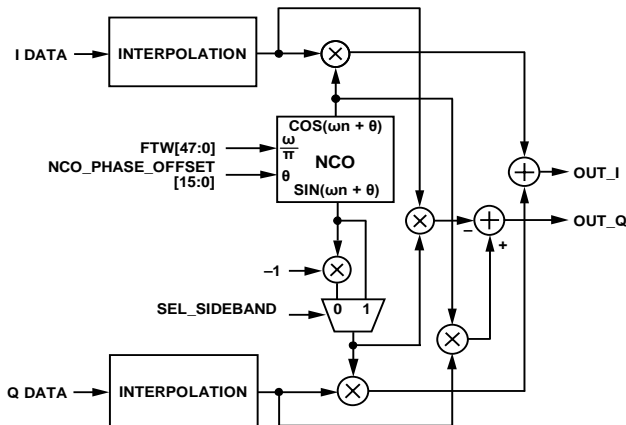 I DATA
INTERPOLATION
COS(ωn + θ)
FTW[47:0]
ω
π
NCO
NCO_PHASE_OFFSET
[15:0]
θ
SIN(ωn + θ)
OUT_I
–
+
OUT_Q
+
–1
SEL_SIDEBAND
0 1
Q DATA
INTERPOLATION